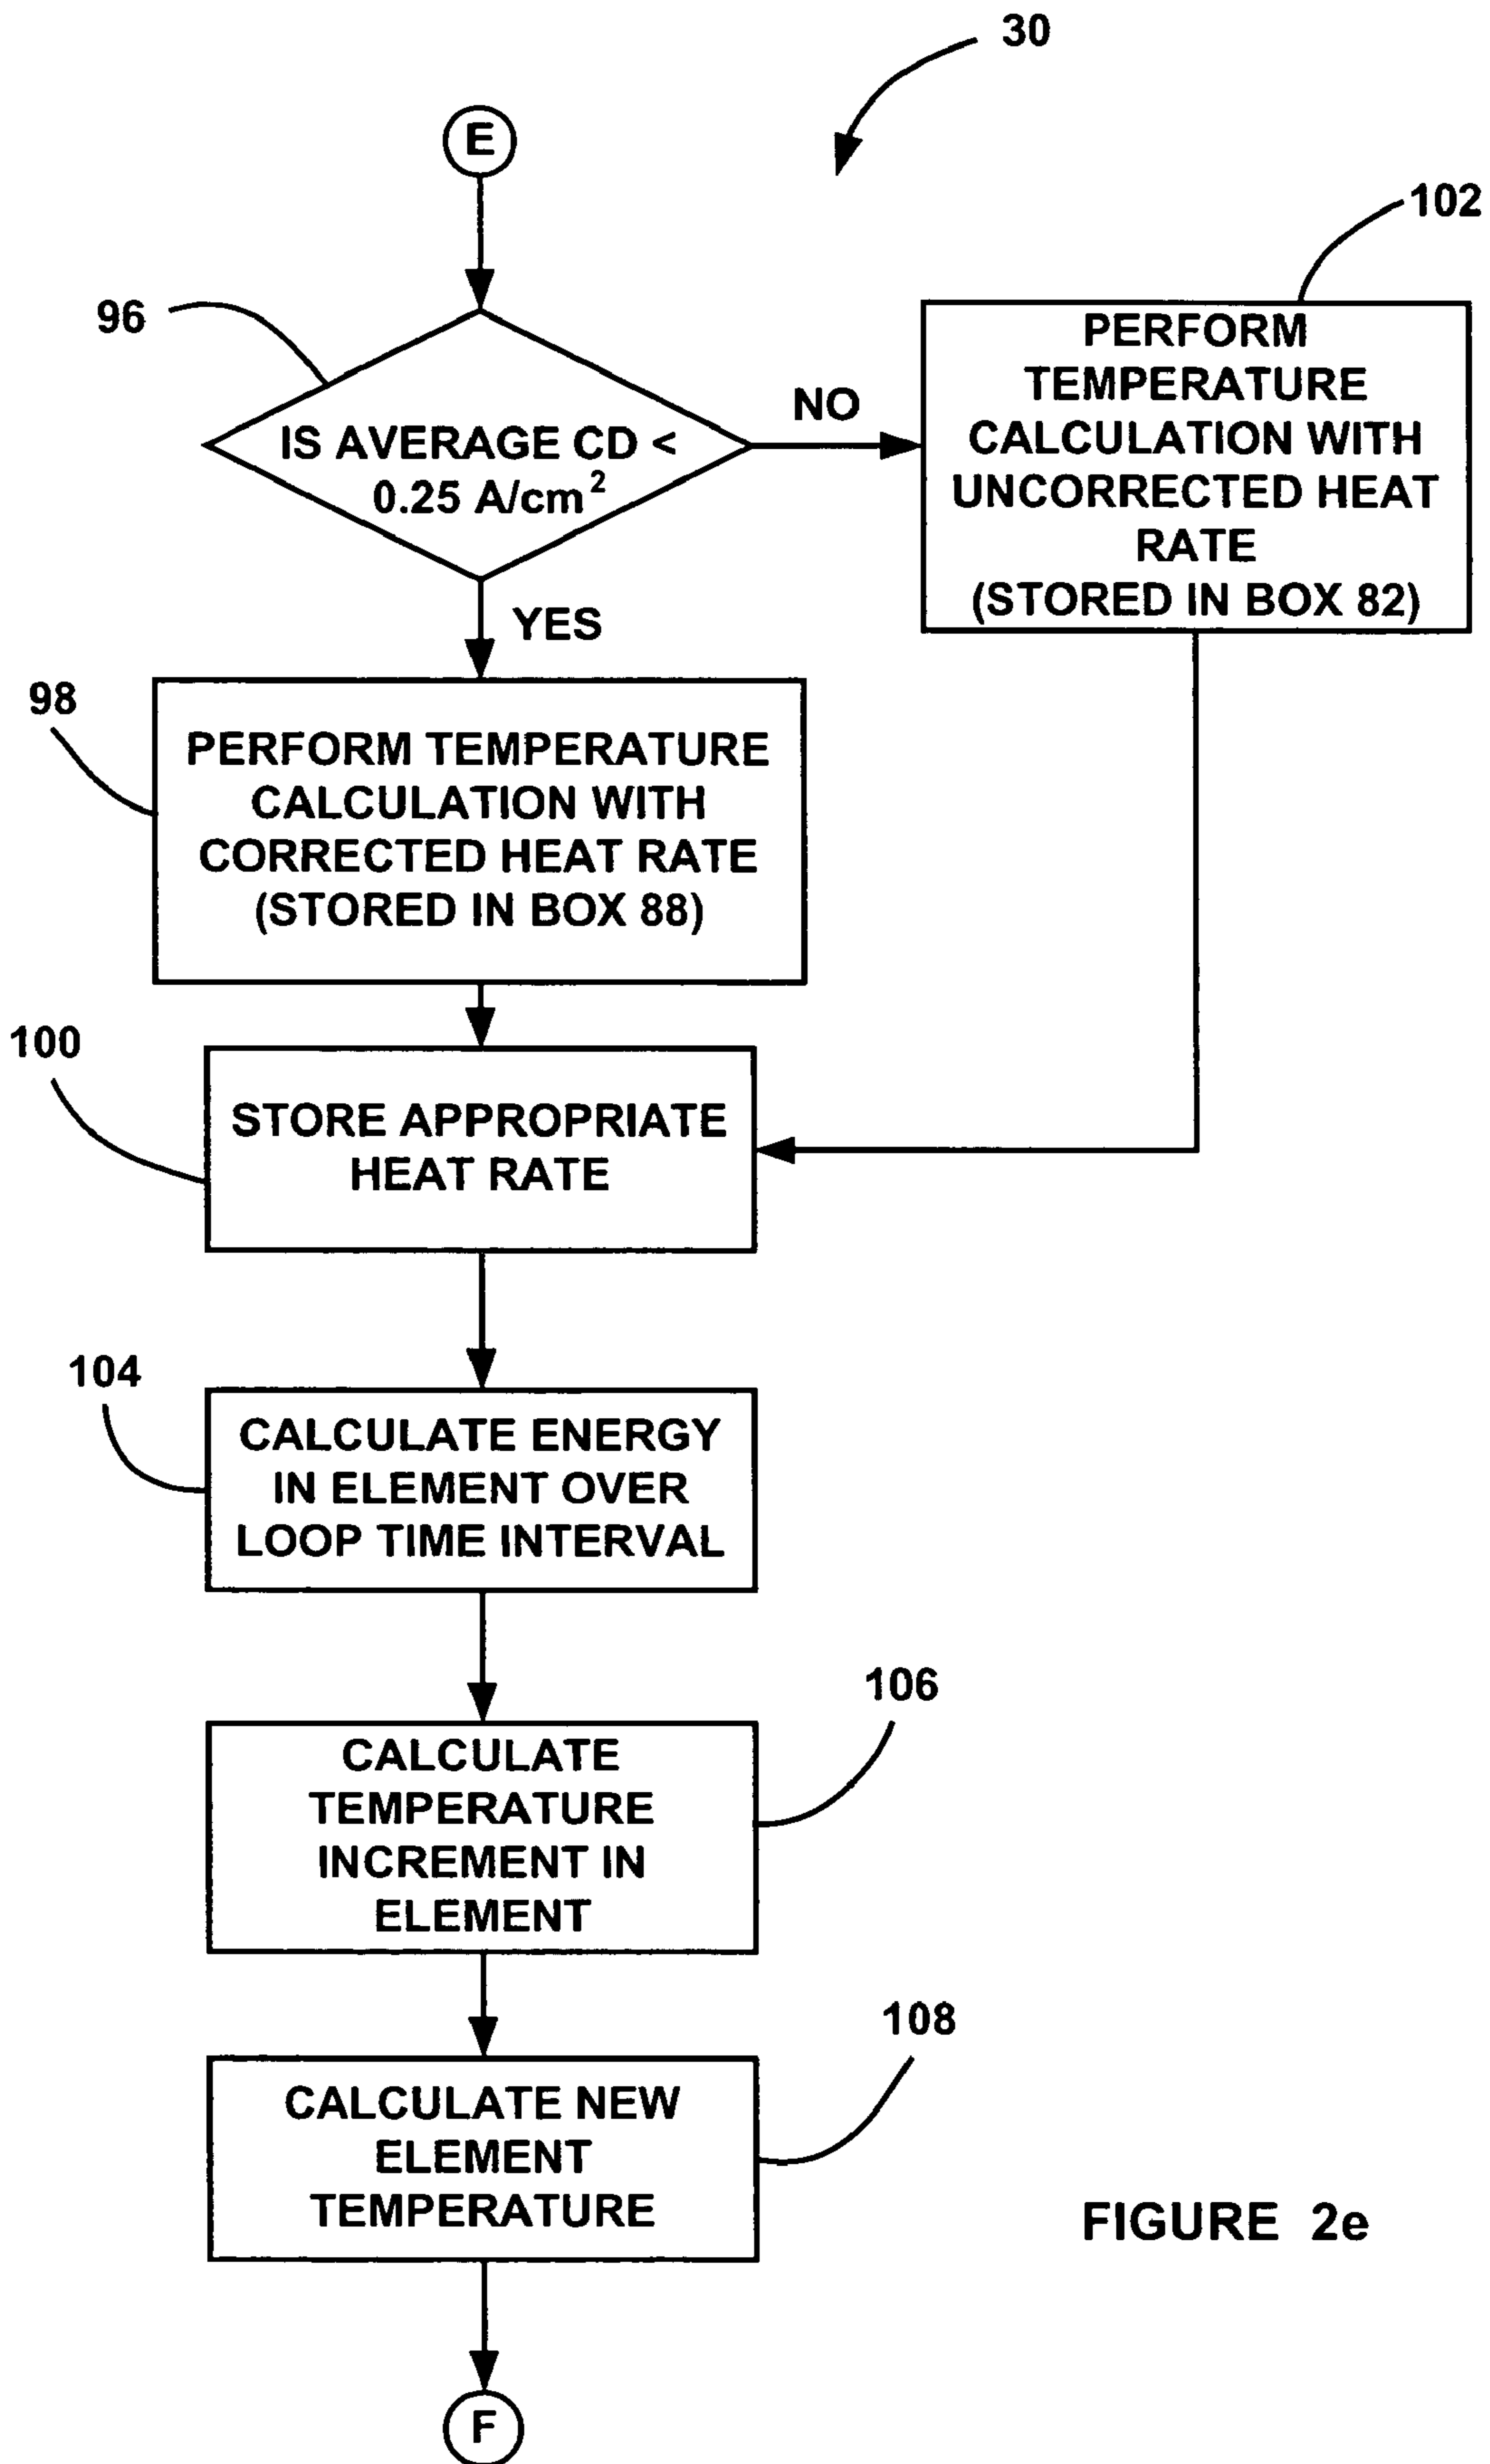 30
E
102
96
PERFORM
TEMPERATURE
CALCULATION WITH
UNCORRECTED HEAT
RATE
(STORED IN BOX 82)
NO
IS AVERAGE CD <
0.25 A/cm²
YES
98
PERFORM TEMPERATURE
CALCULATION WITH
CORRECTED HEAT RATE
(STORED IN BOX 88)
100
STORE APPROPRIATE
HEAT RATE
104
CALCULATE ENERGY
IN ELEMENT OVER
LOOP TIME INTERVAL
106
CALCULATE
TEMPERATURE
INCREMENT IN
ELEMENT
108
CALCULATE NEW
ELEMENT
TEMPERATURE
FIGURE 2e
F